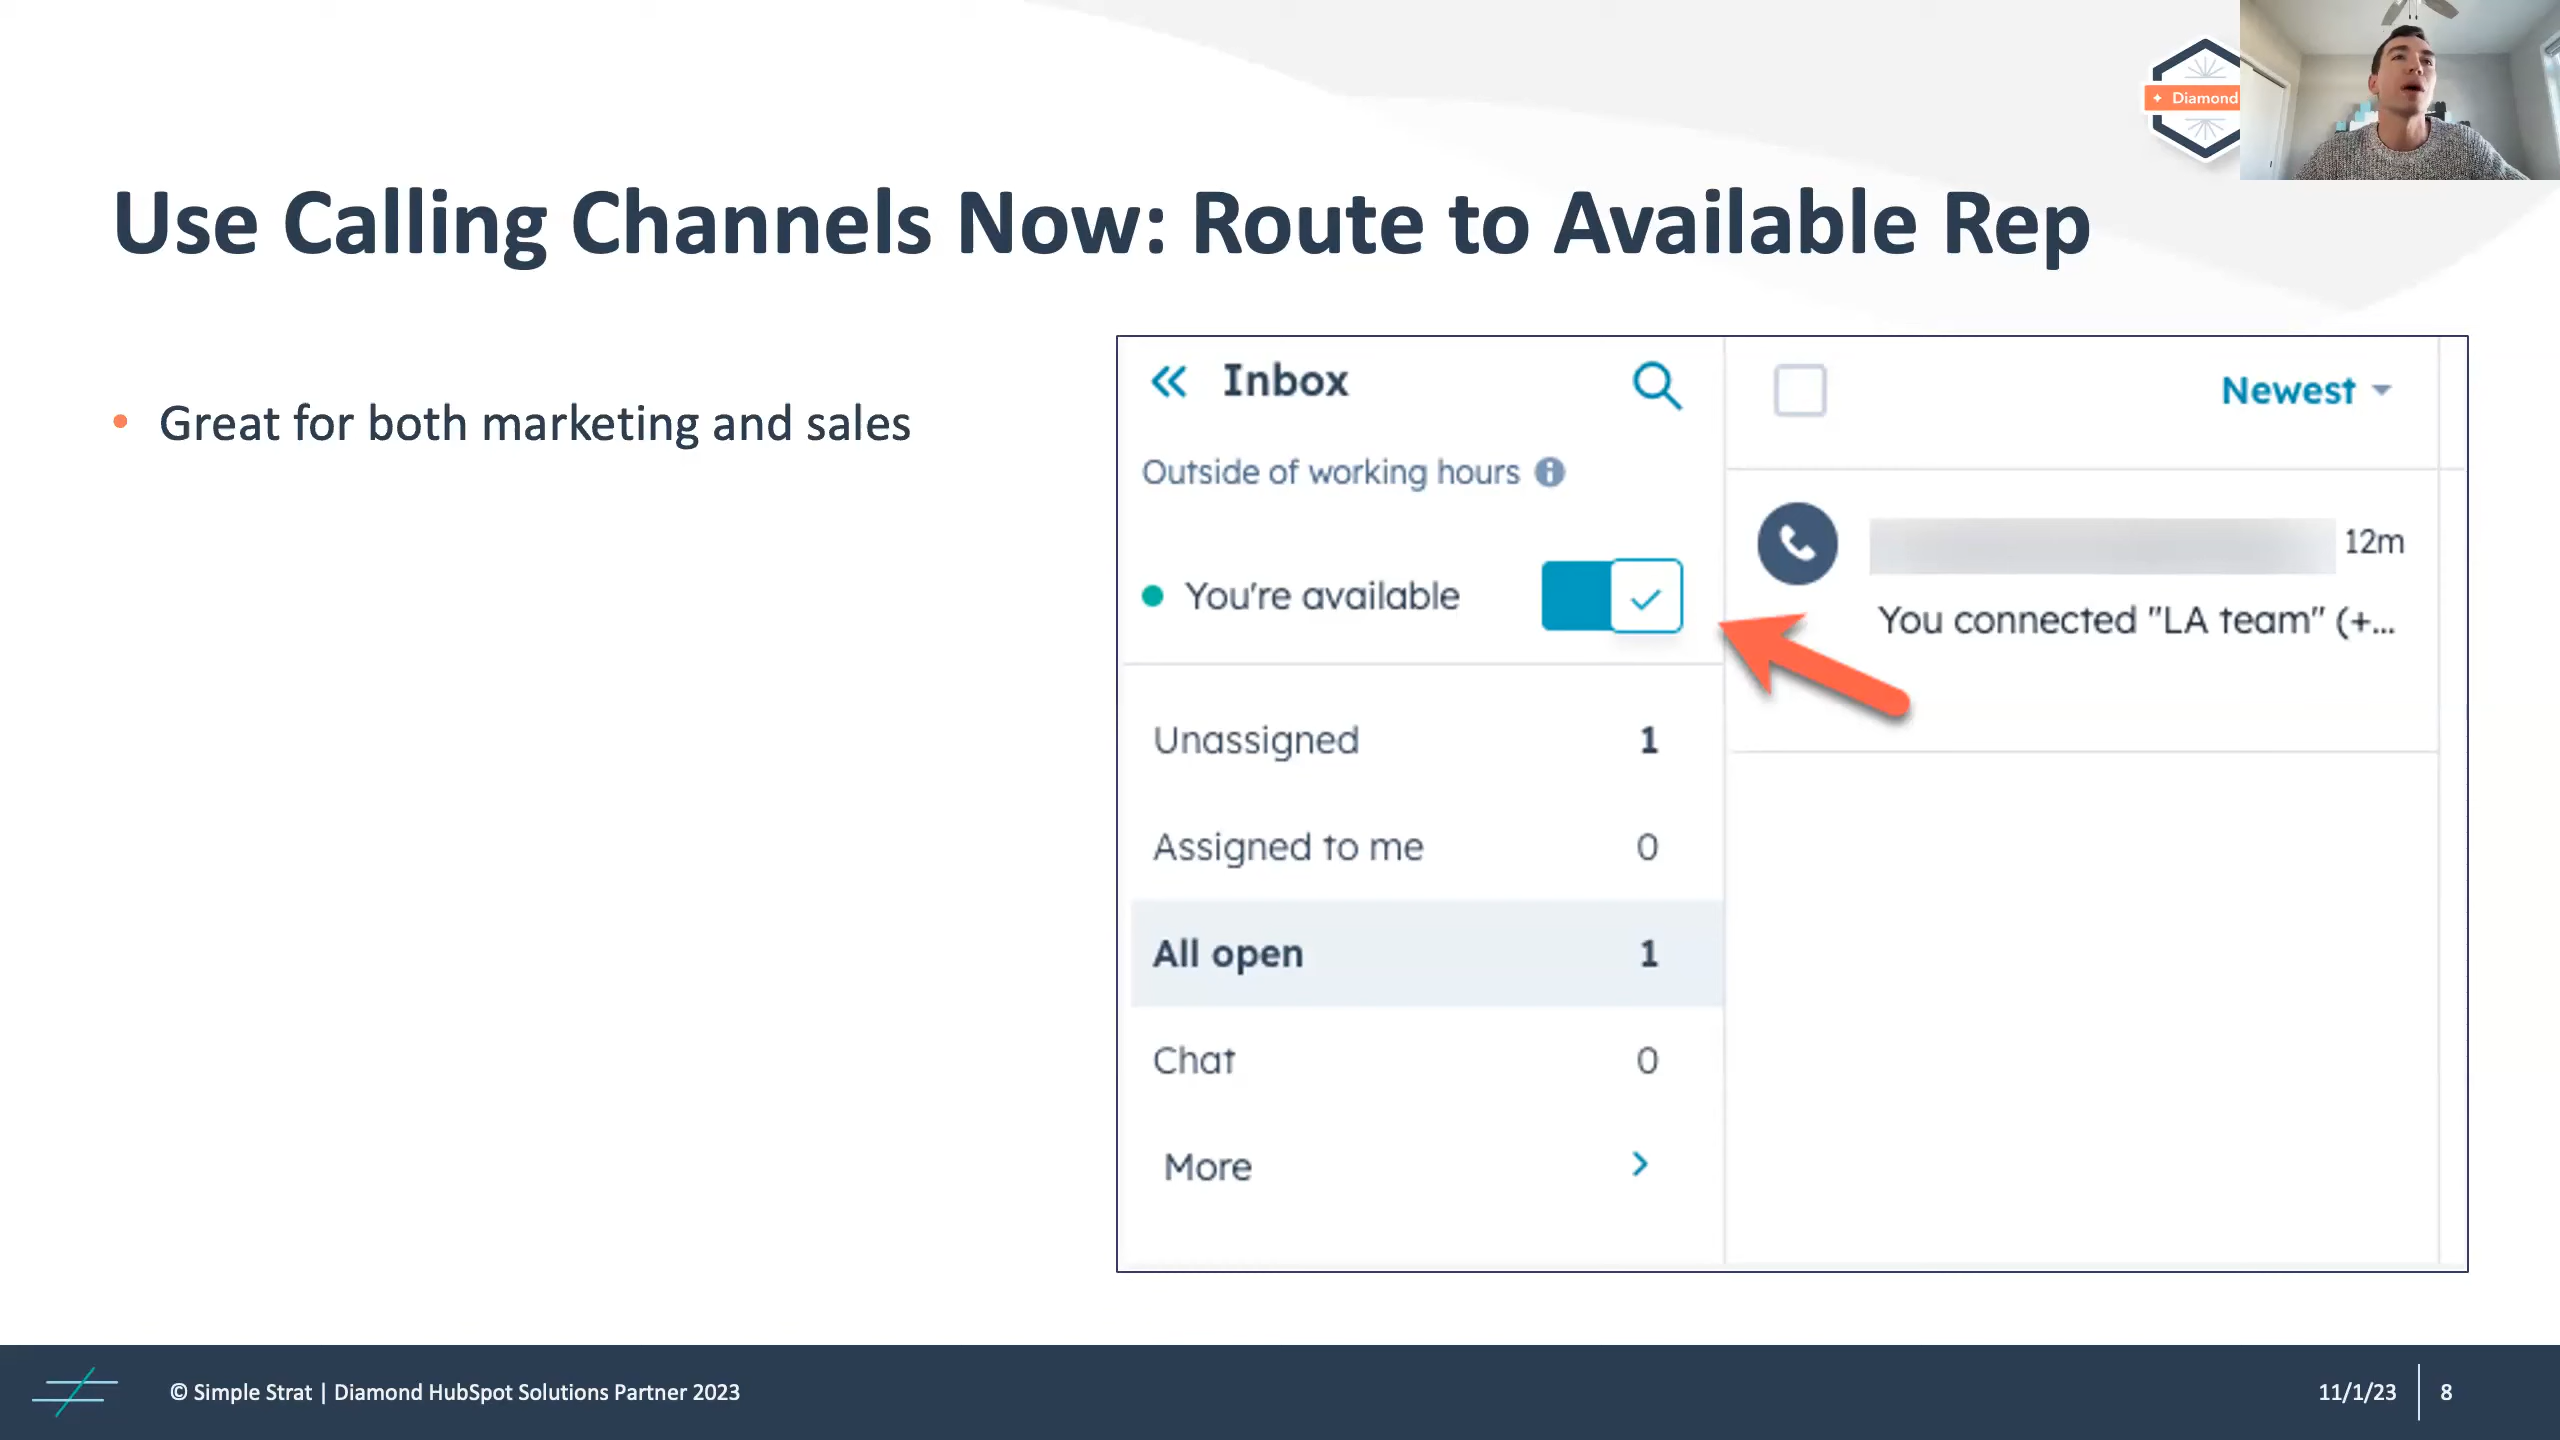 ✦ Diamond
Use Calling Channels Now: Route to Available Rep
• Great for both marketing and sales
Inbox
Outside of working hours
You're available
Unassigned 1
Assigned to me 0
All open 1
Chat 0
More
Newest
12m
You connected "LA team" (+...
© Simple Strat | Diamond HubSpot Solutions Partner 2023
11/1/23
8